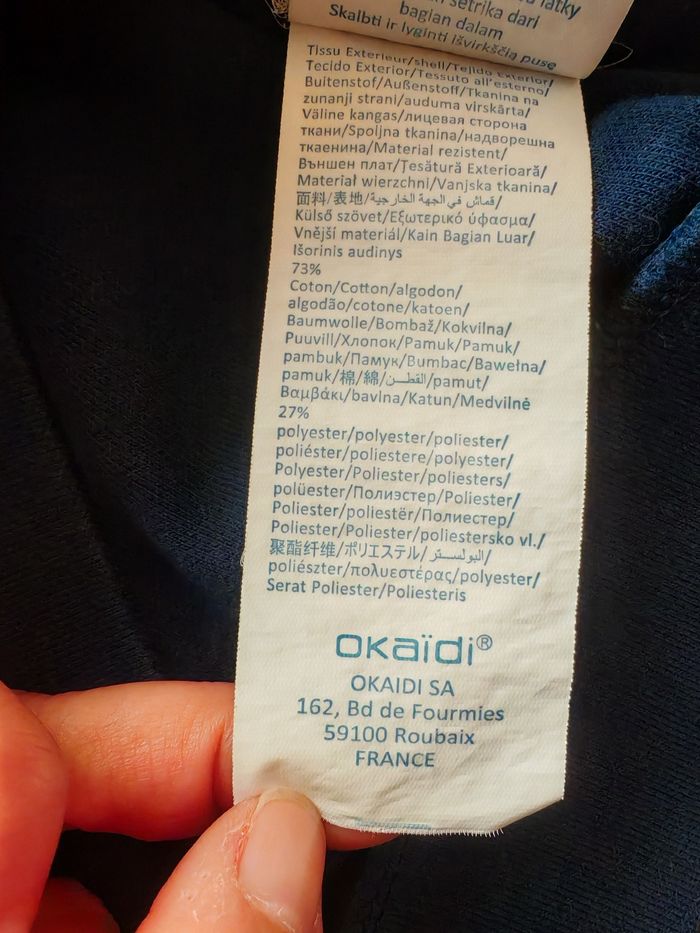 látky
setrika dari
bagian dalam
Skalbti ir lyginti išvirkščią pusę
Tissu Exterieur/shell/Tejido Exterior/
Tecido Exterior/Tessuto all'esterno/
Buitenstof/Außenstoff/Tkanina na
zunanji strani/auduma virskārta/
Väline kangas/лицевая сторона
ткани/Spoljna tkanina/надворешна
ткаенина/Material rezistent/
Външен плат/Țesătură Exterioară/
Materiał wierzchni/Vanjska tkanina/
面料/表地/قماش في الجهة الخارجية/
Külső szövet/Εξωτερικό ύφασμα/
Vnější materiál/Kain Bagian Luar/
Išorinis audinys
73%
Coton/Cotton/algodon/
algodão/cotone/katoen/
Baumwolle/Bombaž/Kokvilna/
Puuvill/Хлопок/Pamuk/Pamuk/
pambuk/Памук/Bumbac/Bawełna/
pamuk/棉/綿/القطـــن/pamut/
Βαμβάκι/bavlna/Katun/Medvilnė
27%
polyester/polyester/poliester/
poliéster/poliestere/polyester/
Polyester/Poliester/poliesters/
polüester/Полиэстер/Poliester/
Poliester/poliestër/Полиестер/
Poliester/Poliester/poliestersko vl./
聚酯纤维/ポリエステル/البولــستر/
poliészter/πολυεστέρας/polyester/
Serat Poliester/Poliesteris
okaïdi®
OKAIDI SA
162, Bd de Fourmies
59100 Roubaix
FRANCE